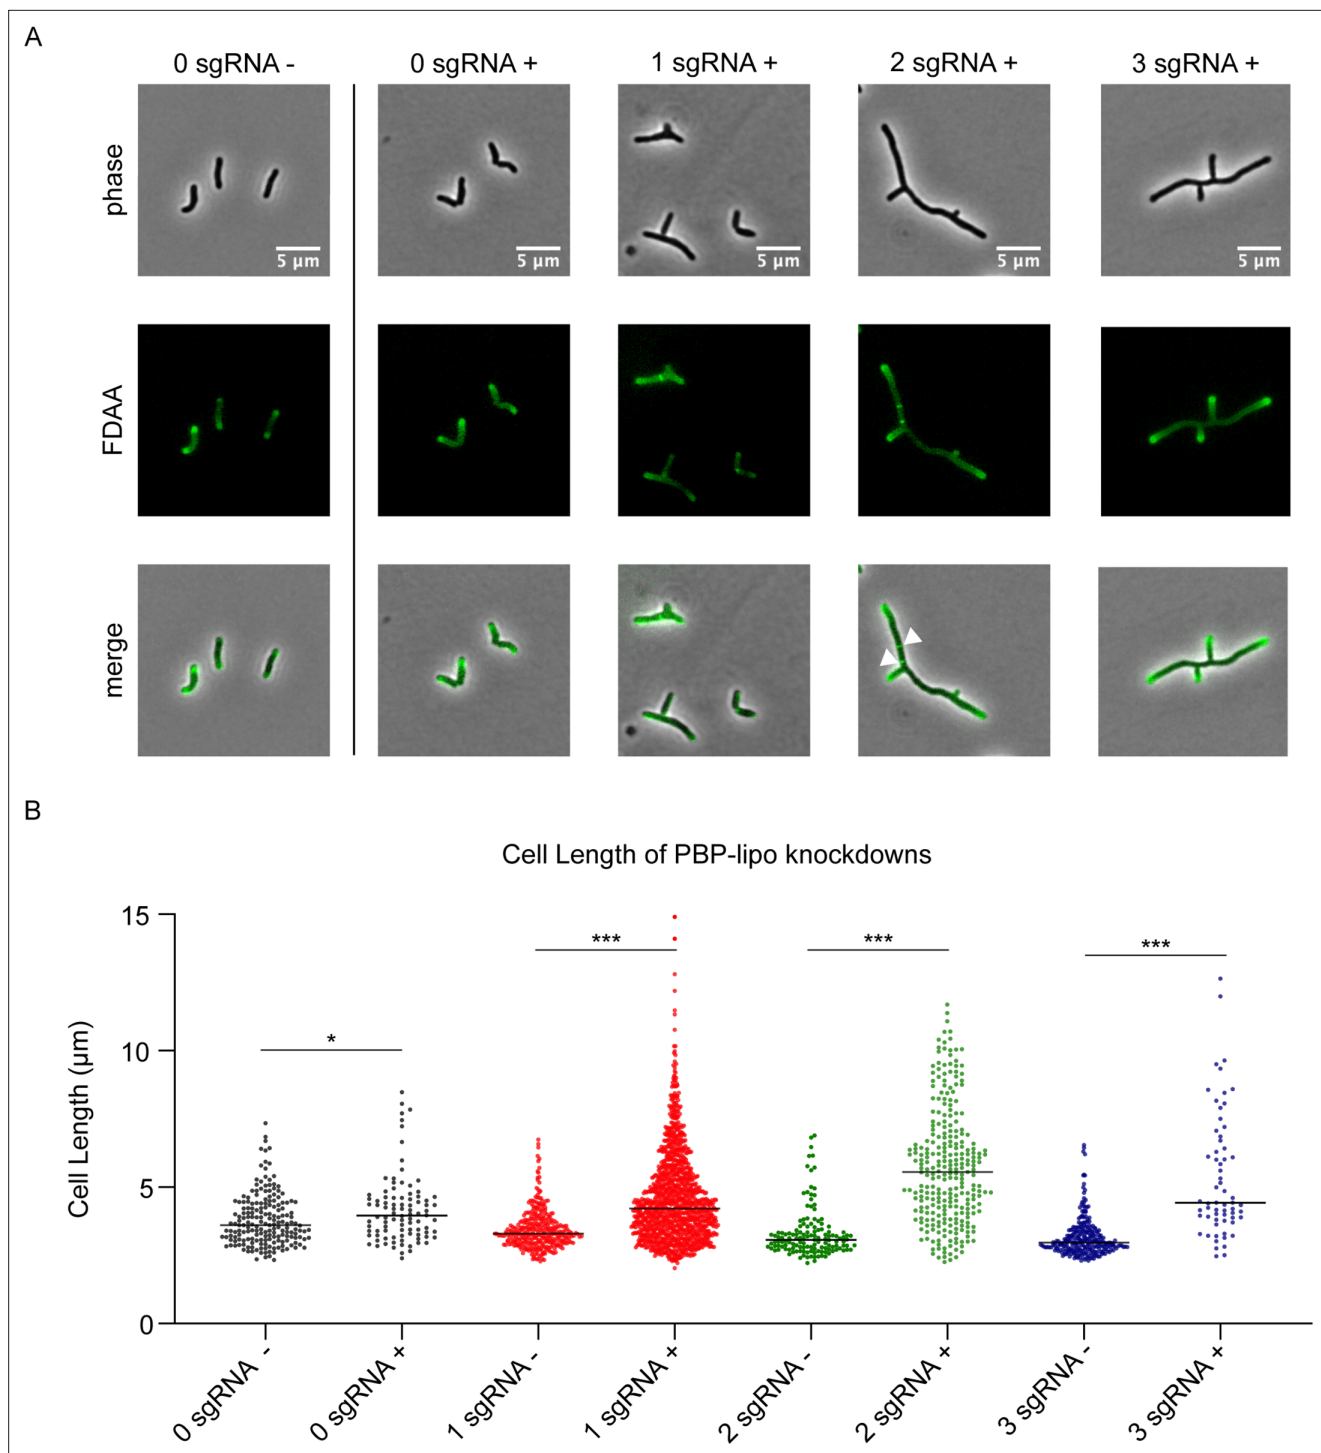 A
0 sgRNA - 0 sgRNA + 1 sgRNA + 2 sgRNA + 3 sgRNA +
phase
5 µm 5 µm 5 µm 5 µm 5 µm
FDAA
merge
B
Cell Length of PBP-lipo knockdowns
Cell Length (µm)
15
10
5
0
*
***
***
***
0 sgRNA -
0 sgRNA +
1 sgRNA -
1 sgRNA +
2 sgRNA -
2 sgRNA +
3 sgRNA -
3 sgRNA +